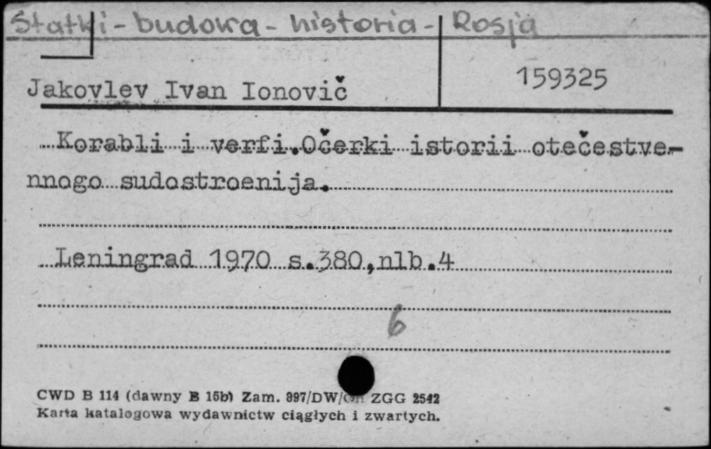 Statki - budowa - historia - Rosja
Jakovlev Ivan Ionovič
159325
Korabli i verfi. Očerki istorii otečestve-
nnogo sudostroenija.
Leningrad 1970 s.380,nlb.4
6
CWD B 114 (dawny B 15b) Zam. 897/DW/ ZGG 2542
Karta katalogowa wydawnictw ciągłych i zwartych.